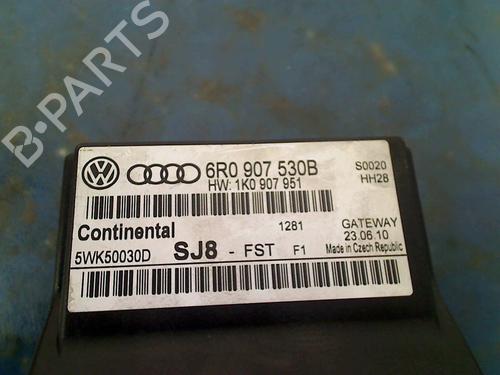 B-PARTS
6R0 907 530B
HW: 1K0 907 951
S0020
HH28
Continental
1281
GATEWAY
23.06.10
5WK50030D
SJ8 - FST F1
Made in Czech Republic